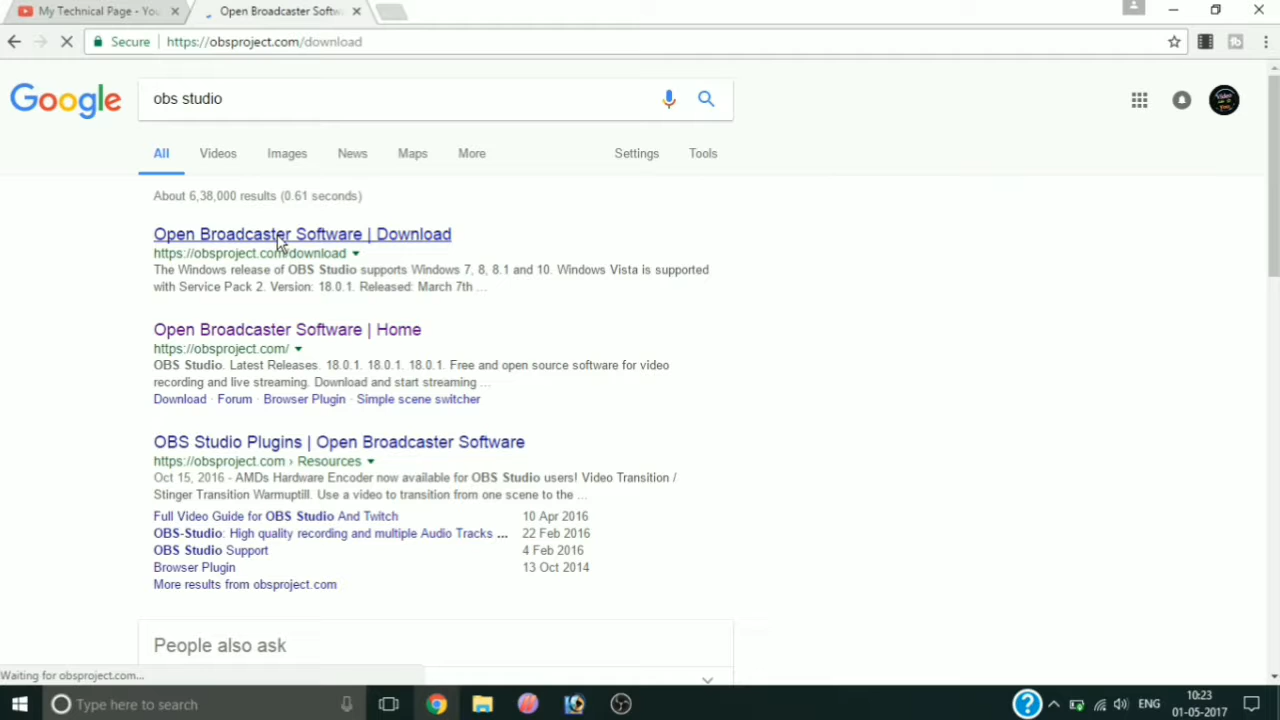 My Technical Page - You
Open Broadcaster Softw
Secure
https://obsproject.com/download
Google
obs studio
All
Videos
Images
News
Maps
More
Settings
Tools
About 6,38,000 results (0.61 seconds)
Open Broadcaster Software | Download
https://obsproject.com/download
The Windows release of OBS Studio supports Windows 7, 8, 8.1 and 10. Windows Vista is supported
with Service Pack 2. Version: 18.0.1. Released: March 7th ...
Open Broadcaster Software | Home
https://obsproject.com/
OBS Studio. Latest Releases. 18.0.1. 18.0.1. 18.0.1. Free and open source software for video
recording and live streaming. Download and start streaming ...
Download · Forum · Browser Plugin · Simple scene switcher
OBS Studio Plugins | Open Broadcaster Software
https://obsproject.com › Resources
Oct 15, 2016 - AMDs Hardware Encoder now available for OBS Studio users! Video Transition /
Stinger Transition Warmuptill. Use a video to transition from one scene to the ...
Full Video Guide for OBS Studio And Twitch 10 Apr 2016
OBS-Studio: High quality recording and multiple Audio Tracks ... 22 Feb 2016
OBS Studio Support 4 Feb 2016
Browser Plugin 13 Oct 2014
More results from obsproject.com
People also ask
Waiting for obsproject.com...
Type here to search
ENG
10:23
01-05-2017